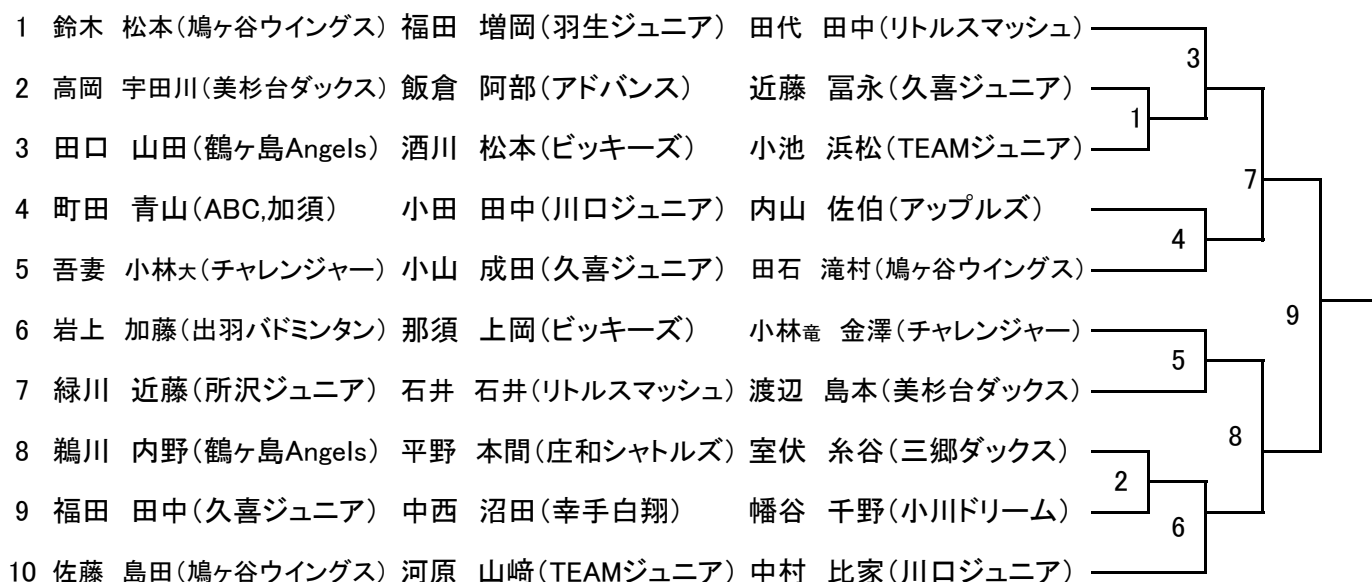 1 鈴木 松本(鳩ヶ谷ウイングス) 福田 増岡(羽生ジュニア) 田代 田中(リトルスマッシュ)
3
2 高岡 宇田川(美杉台ダックス) 飯倉 阿部(アドバンス) 近藤 冨永(久喜ジュニア)
1
3 田口 山田(鶴ヶ島Angels) 酒川 松本(ビッキーズ) 小池 浜松(TEAMジュニア)
7
4 町田 青山(ABC,加須) 小田 田中(川口ジュニア) 内山 佐伯(アップルズ)
4
5 吾妻 小林大(チャレンジャー) 小山 成田(久喜ジュニア) 田石 滝村(鳩ヶ谷ウイングス)
9
6 岩上 加藤(出羽バドミンタン) 那須 上岡(ビッキーズ) 小林竜 金澤(チャレンジャー)
5
7 緑川 近藤(所沢ジュニア) 石井 石井(リトルスマッシュ) 渡辺 島本(美杉台ダックス)
8
8 鵜川 内野(鶴ヶ島Angels) 平野 本間(庄和シャトルズ) 室伏 糸谷(三郷ダックス)
2
9 福田 田中(久喜ジュニア) 中西 沼田(幸手白翔) 幡谷 千野(小川ドリーム)
6
10 佐藤 島田(鳩ヶ谷ウイングス) 河原 山﨑(TEAMジュニア) 中村 比家(川口ジュニア)